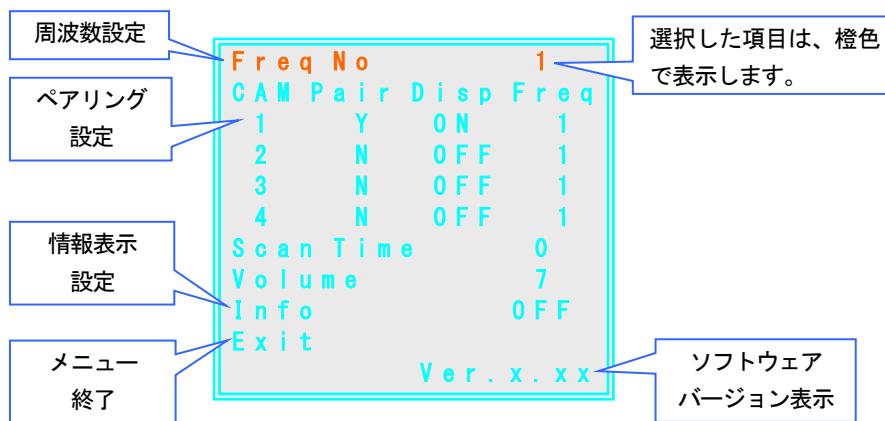 周波数設定
選択した項目は、橙色
で表示します。
Freq No 1
CAM Pair Disp Freq
ペアリング
設定
1 Y ON 1
2 N OFF 1
3 N OFF 1
4 N OFF 1
情報表示
設定
Scan Time 0
Volume 7
Info OFF
Exit
メニュー
終了
Ver.x.xx
ソフトウェア
バージョン表示